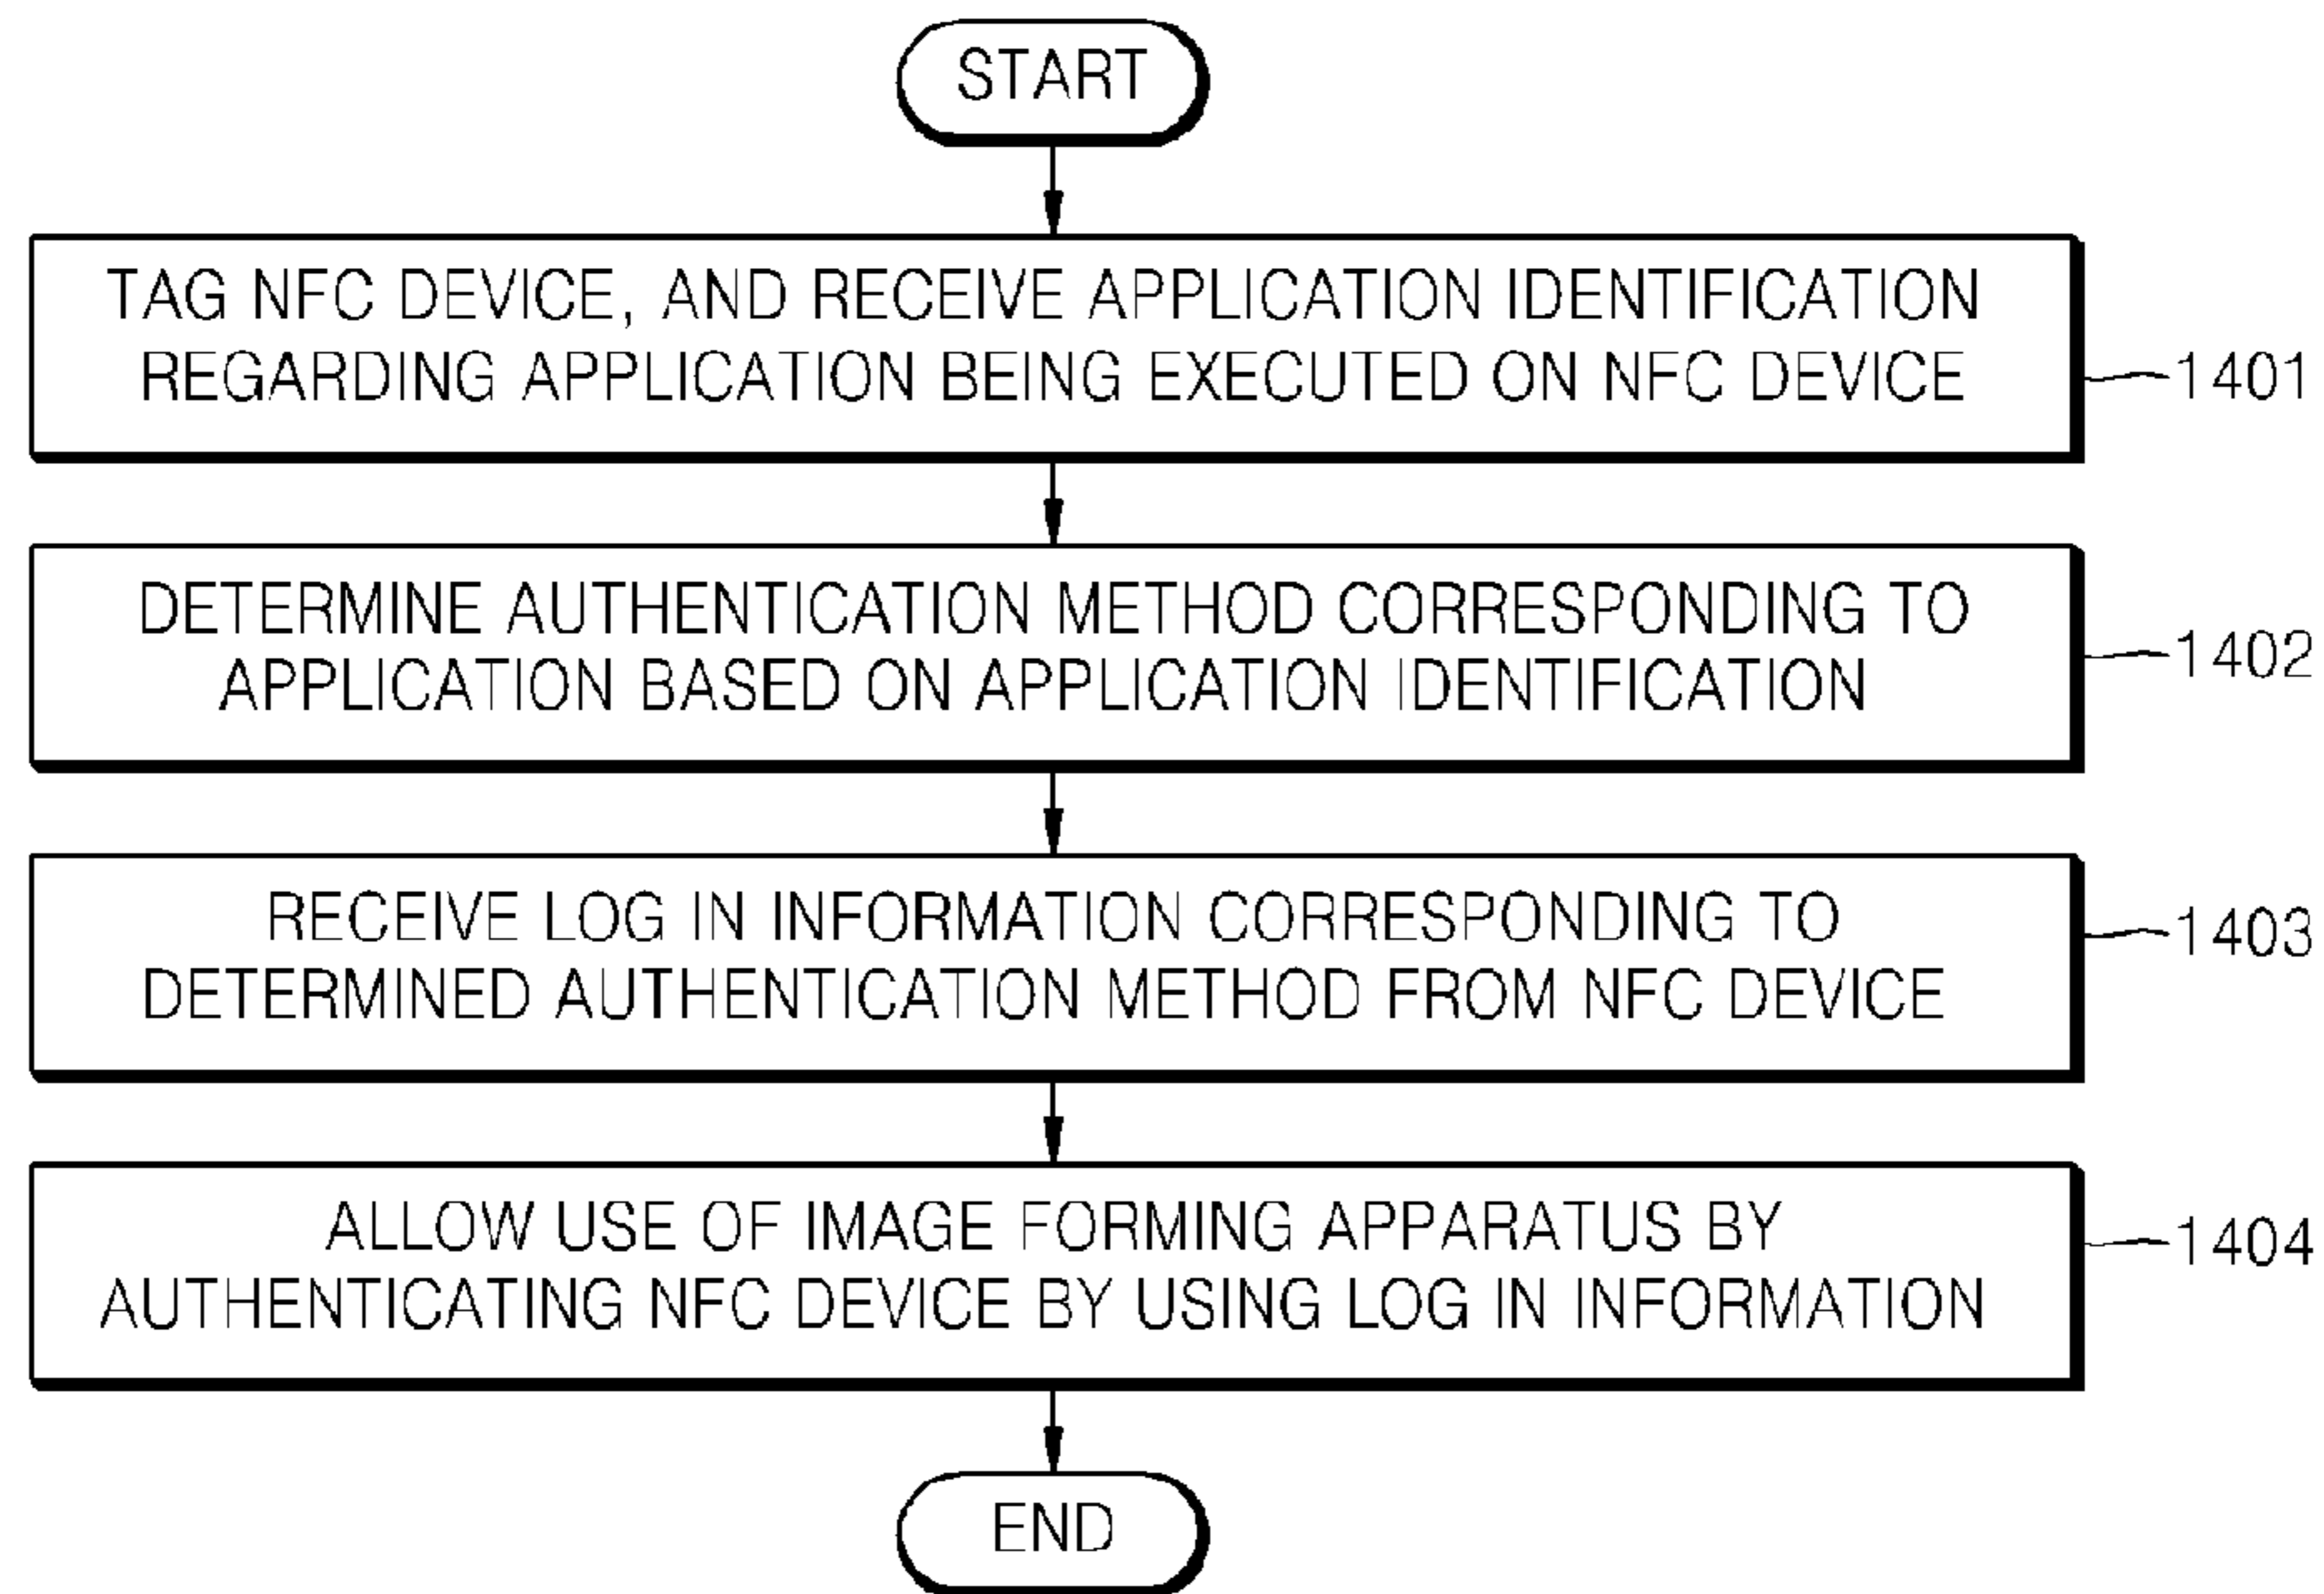 START
TAG NFC DEVICE, AND RECEIVE APPLICATION IDENTIFICATION
REGARDING APPLICATION BEING EXECUTED ON NFC DEVICE
1401
DETERMINE AUTHENTICATION METHOD CORRESPONDING TO
APPLICATION BASED ON APPLICATION IDENTIFICATION
1402
RECEIVE LOG IN INFORMATION CORRESPONDING TO
DETERMINED AUTHENTICATION METHOD FROM NFC DEVICE
1403
ALLOW USE OF IMAGE FORMING APPARATUS BY
AUTHENTICATING NFC DEVICE BY USING LOG IN INFORMATION
1404
END